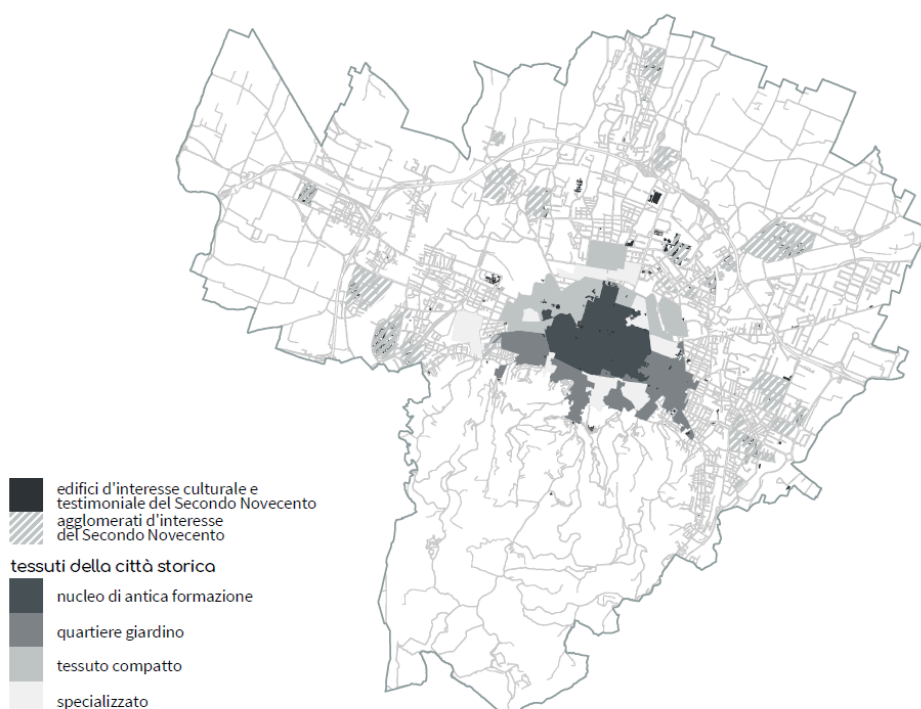 edifici d'interesse culturale e
testimoniale del Secondo Novecento
agglomerati d'interesse
del Secondo Novecento
tessuti della città storica
nucleo di antica formazione
quartiere giardino
tessuto compatto
specializzato